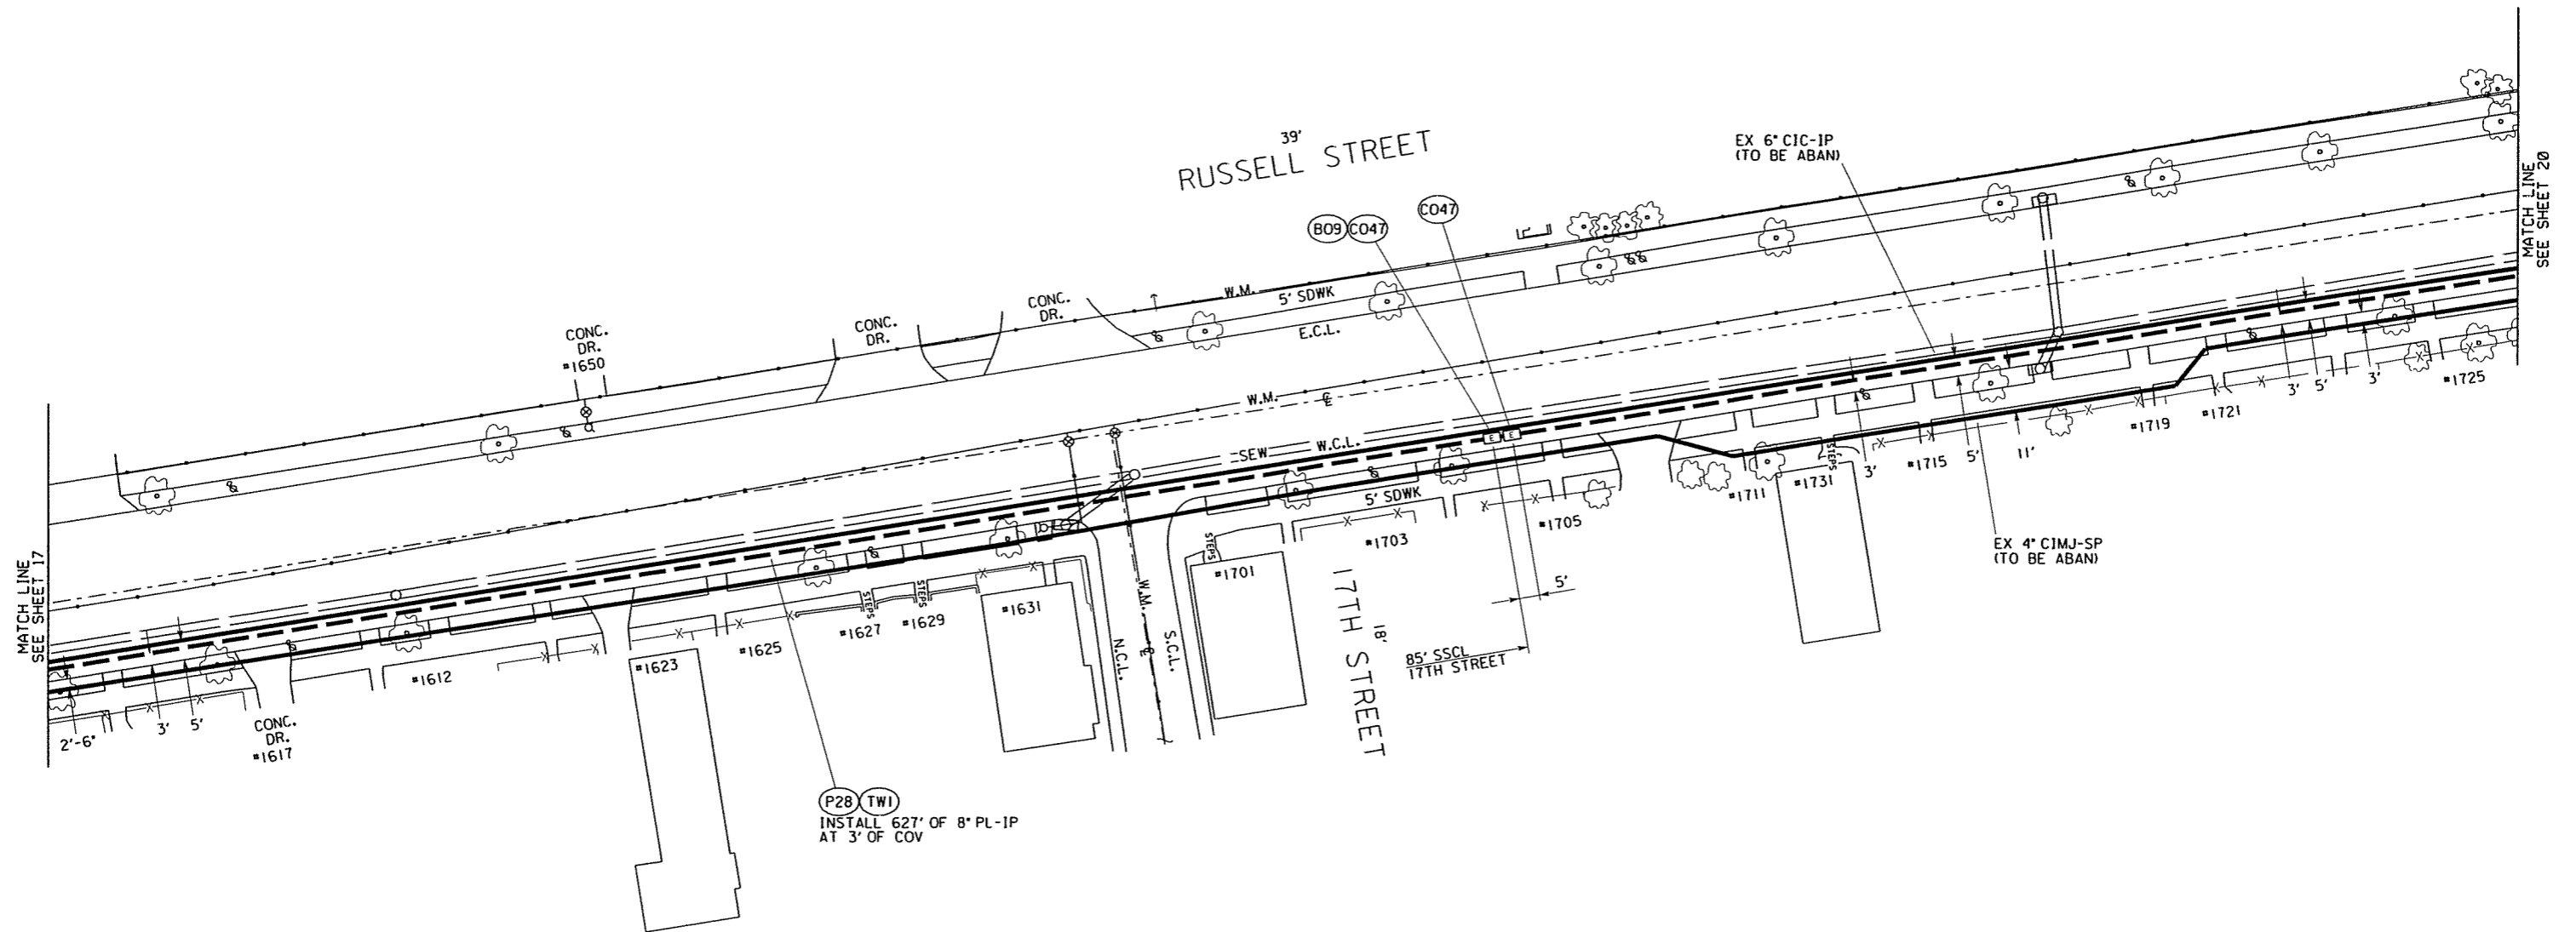 39'
RUSSELL STREET
EX 6" CIC-IP
(TO BE ABAN)
MATCH LINE
SEE SHEET 20
CO47
BO9
CO47
W.M.
5' SDWK
E.C.L.
CONC.
DR.
CONC.
DR.
CONC.
DR.
#1650
W.M.
SEW
W.C.L.
E
E
5' SDWK
3'
5'
3'
#1725
#1721
#1719
11'
5'
#1715
3'
STEPS
#1731
#1711
#1705
#1703
STEPS
#1701
EX 4" CIMJ-SP
(TO BE ABAN)
5'
85' SSCL
17TH STREET
18'
17TH STREET
S.C.L.
W.M.
N.C.L.
#1631
STEPS
#1629
STEPS
#1627
#1625
#1623
#1612
MATCH LINE
SEE SHEET 17
2'-6"
3'
5'
CONC.
DR.
#1617
P28
TW1
INSTALL 627' OF 8" PL-IP
AT 3' OF COV